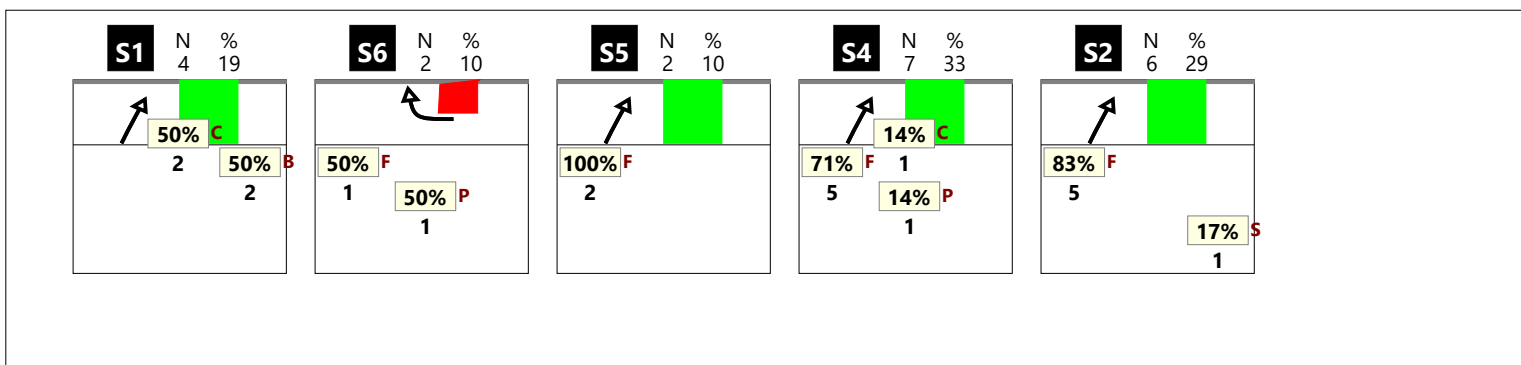 S1 N % 4 19
50% C
2
50% B
2
S6 N % 2 10
50% F
1
50% P
1
S5 N % 2 10
100% F
2
S4 N % 7 33
14% C
1
71% F
5
14% P
1
S2 N % 6 29
83% F
5
17% S
1